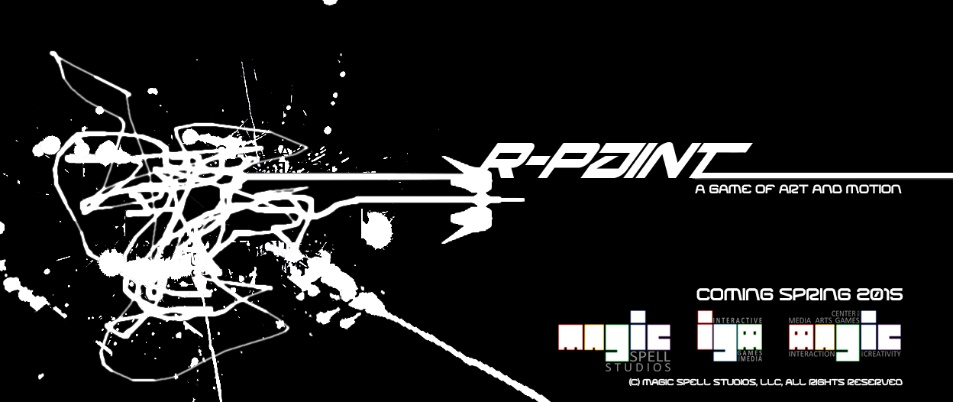 R-PAINT
A GAME OF ART AND MOTION
COMING SPRING 2015
magic
SPELL
STUDIOS
INTERACTIVE
igm
GAMES
MEDIA
CENTER
MEDIA ARTS GAMES
magic
INTERACTION CREATIVITY
(C) MAGIC SPELL STUDIOS, LLC, ALL RIGHTS RESERVED